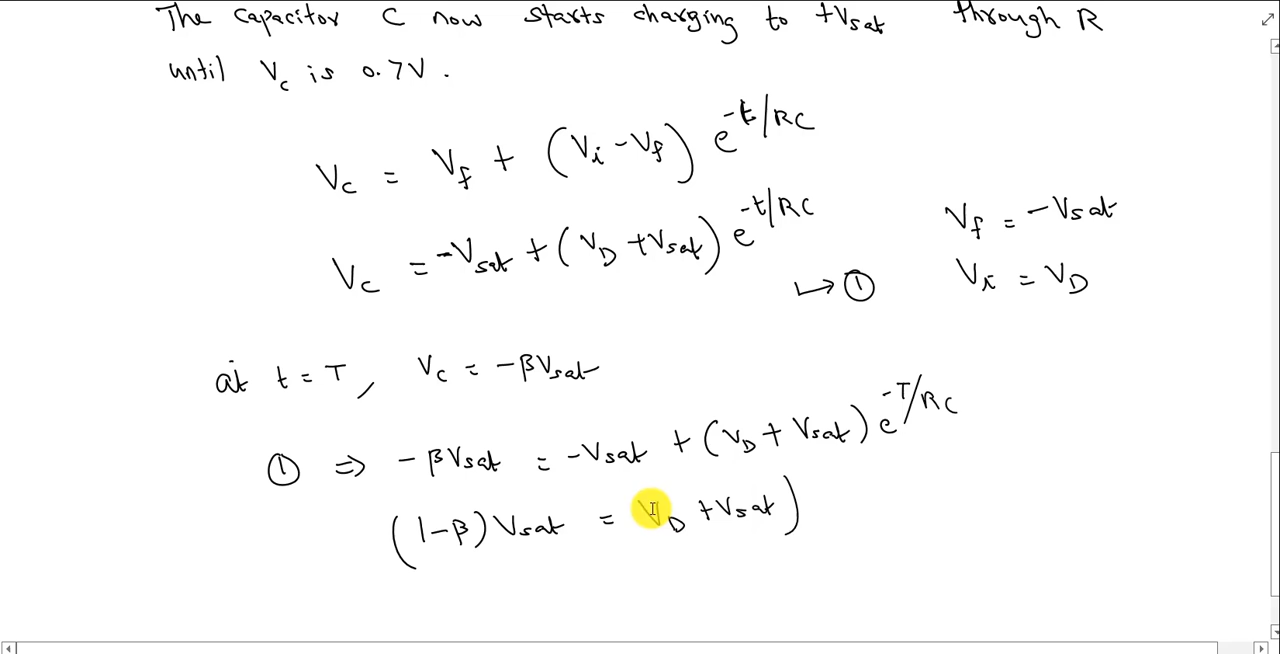 The capacitor C now starts charging to +Vsat through R
until Vc is 0.7V.
Vc = Vf + (Vi - Vf) e^-t/RC
Vc = -Vsat + (VD + Vsat) e^-t/RC
Vf = -Vsat
↳ ① Vi = VD
at t = T, Vc = -βVsat
① ⇒ -βVsat = -Vsat + (VD + Vsat) e^-T/RC
(1-β) Vsat = VD + Vsat)